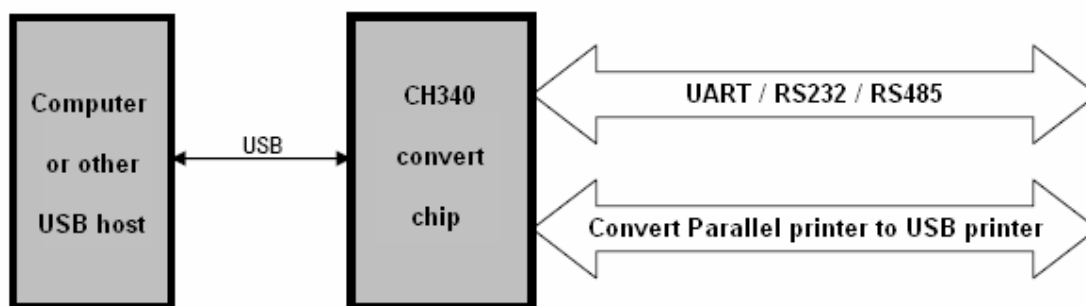 Computer
or other
USB host
USB
CH340
convert
chip
UART / RS232 / RS485
Convert Parallel printer to USB printer